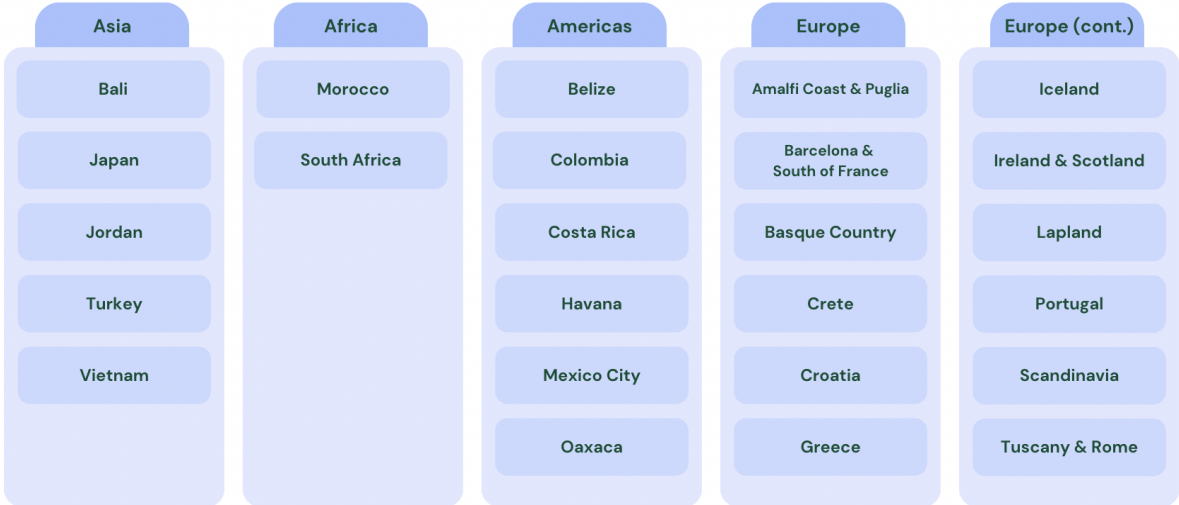 Asia
Bali
Japan
Jordan
Turkey
Vietnam
Africa
Morocco
South Africa
Americas
Belize
Colombia
Costa Rica
Havana
Mexico City
Oaxaca
Europe
Amalfi Coast & Puglia
Barcelona &
South of France
Basque Country
Crete
Croatia
Greece
Europe (cont.)
Iceland
Ireland & Scotland
Lapland
Portugal
Scandinavia
Tuscany & Rome